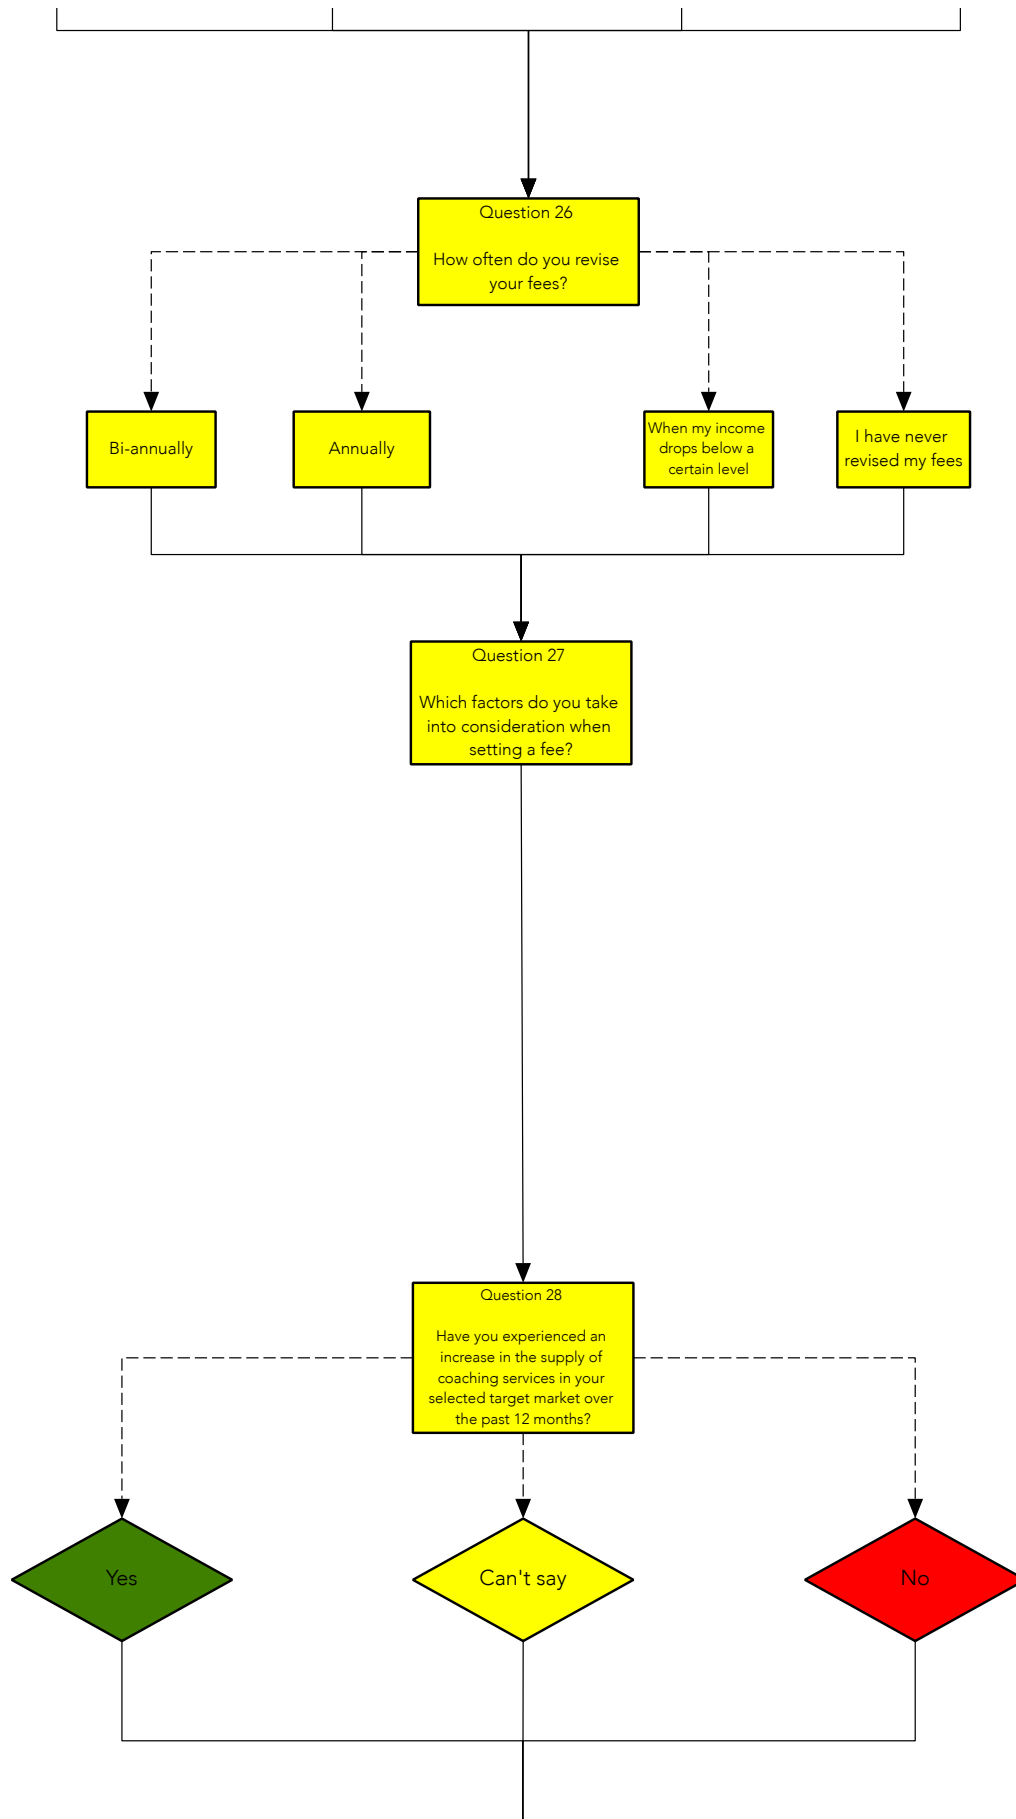 Question 26
How often do you revise
your fees?
Bi-annually
Annually
When my income
drops below a
certain level
I have never
revised my fees
Question 27
Which factors do you take
into consideration when
setting a fee?
Question 28
Have you experienced an
increase in the supply of
coaching services in your
selected target market over
the past 12 months?
Yes
Can't say
No